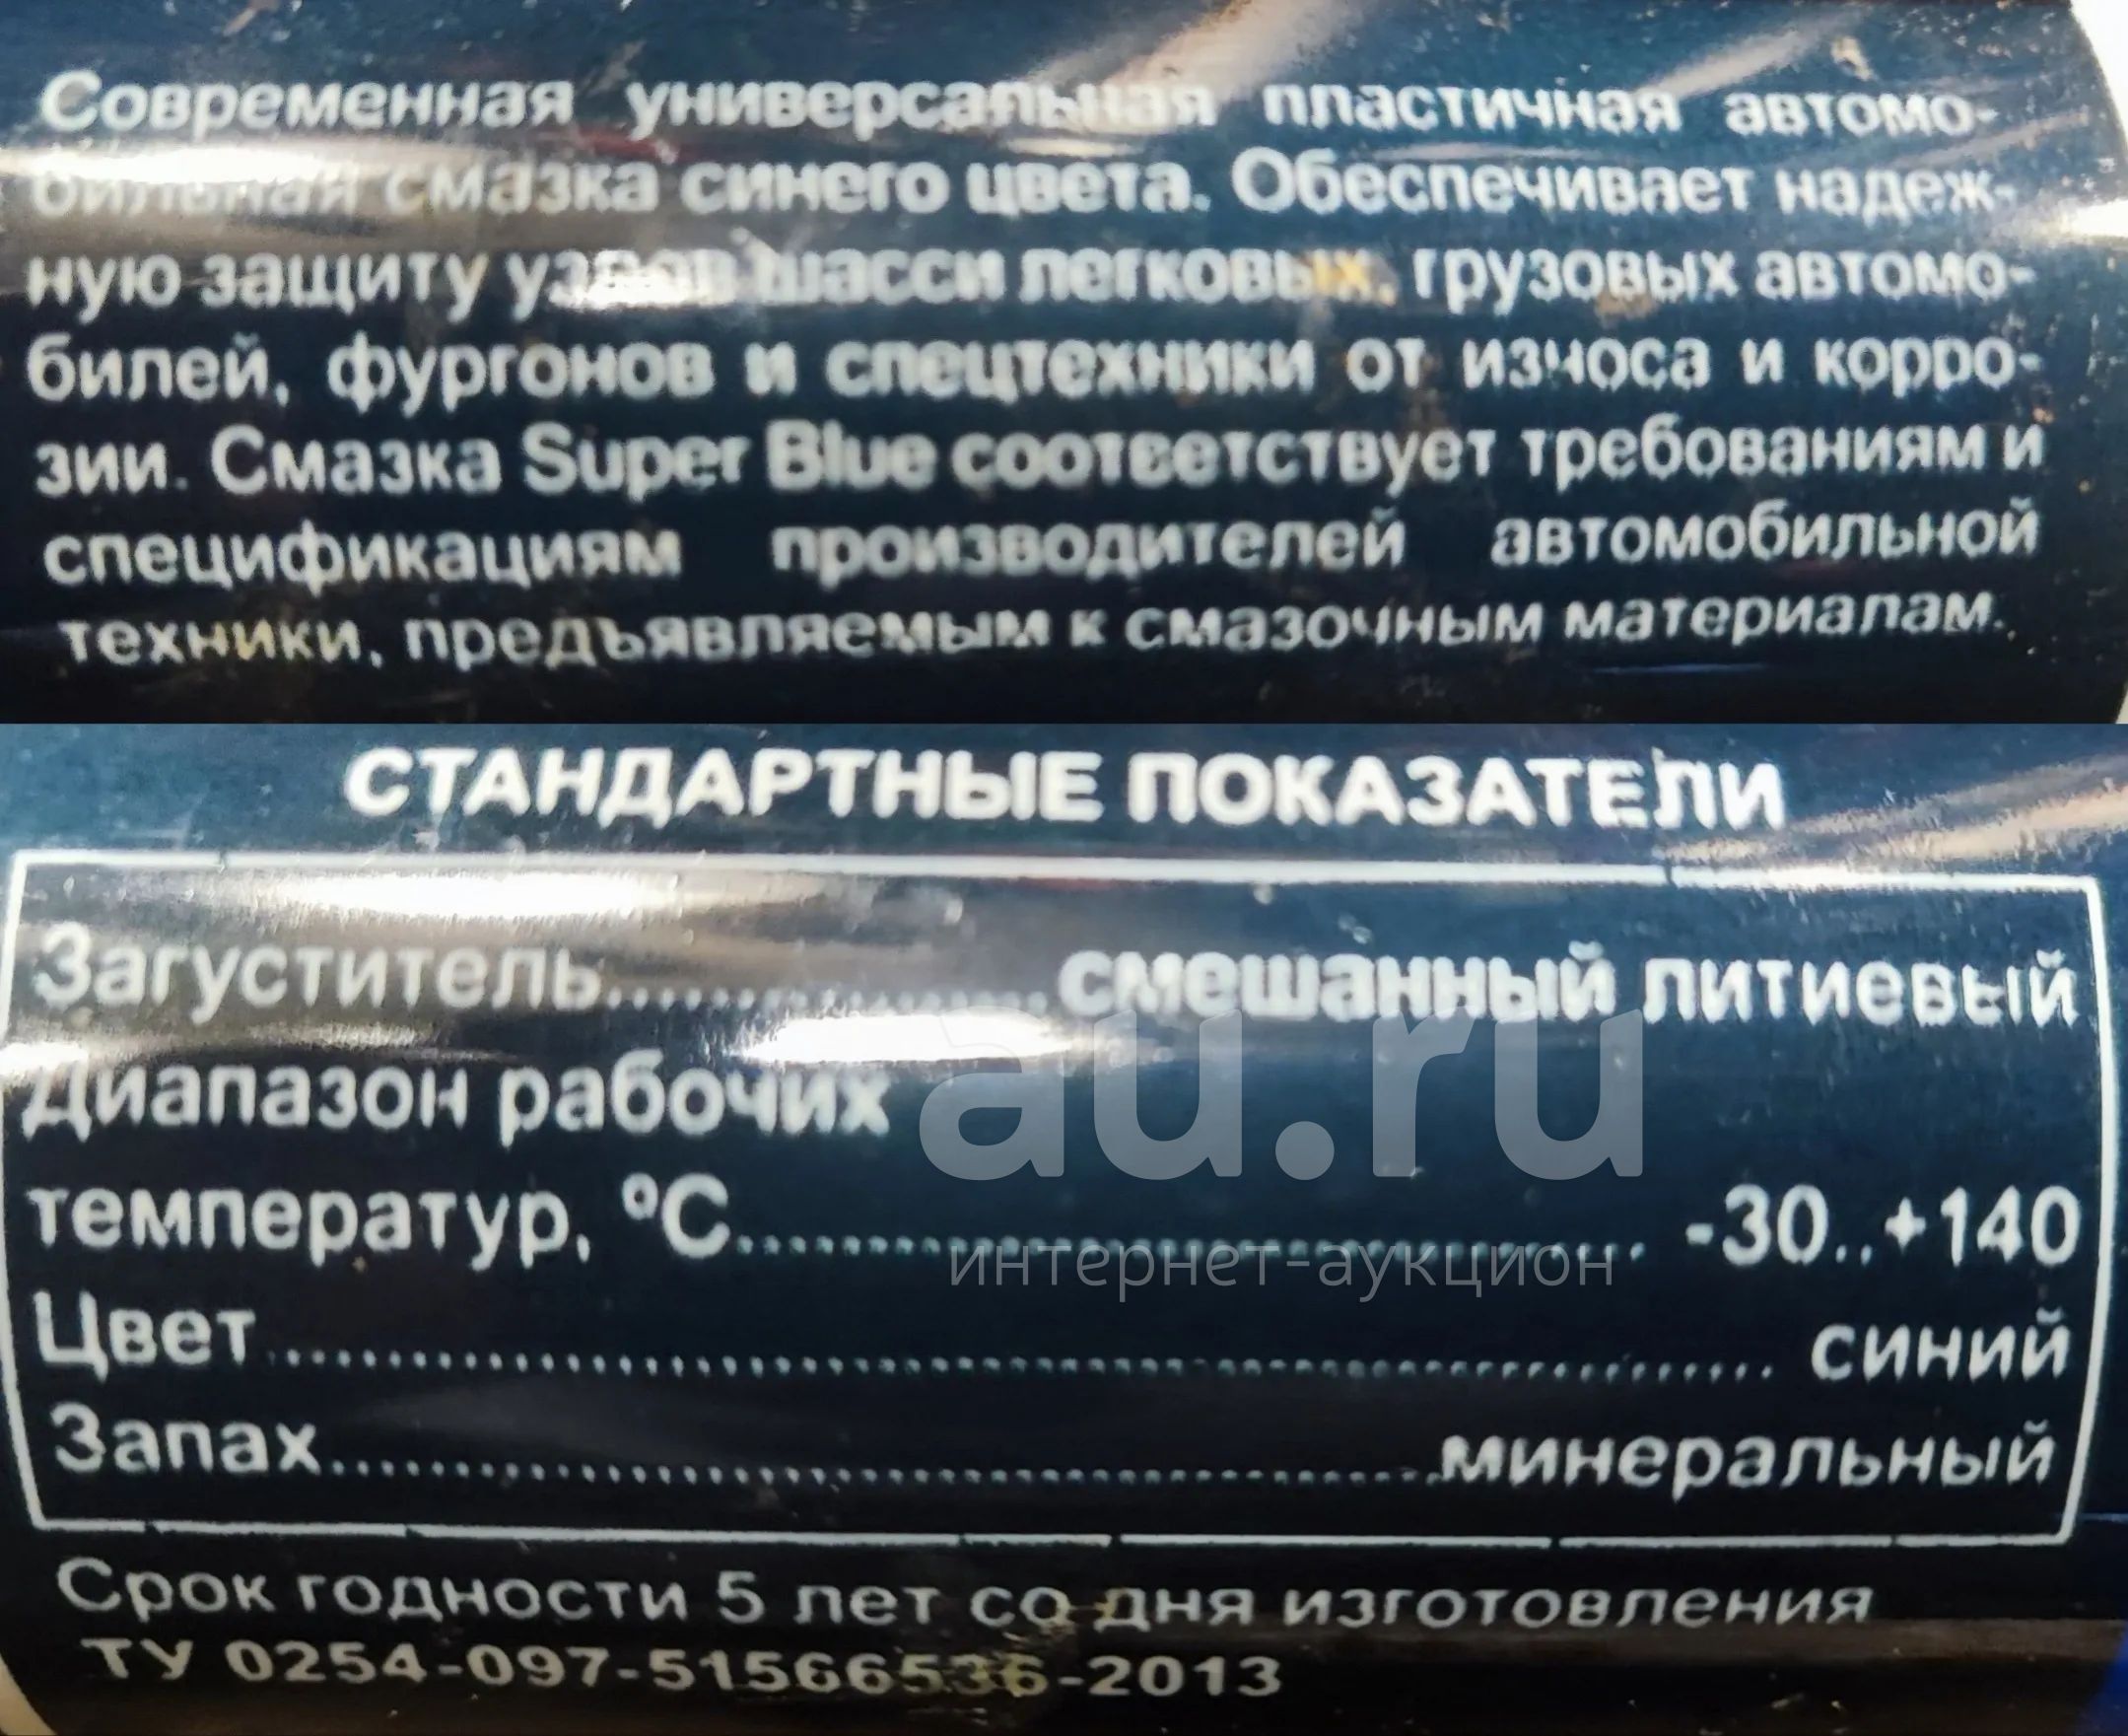 Современная универсальная пластичная автомо-
бильная смазка синего цвета. Обеспечивает надеж-
ную защиту узлов шасси легковых, грузовых автомо-
билей, фургонов и спецтехники от износа и корро-
зии. Смазка Super Blue соответствует требованиям и
спецификациям производителей автомобильной
техники, предъявляемым к смазочным материалам.
СТАНДАРТНЫЕ ПОКАЗАТЕЛИ
Загуститель..................смешанный литиевый
Диапазон рабочих
температур, ºС.......................................... -30..+140
Цвет.................................................................. синий
Запах..................................................минеральный
Срок годности 5 лет со дня изготовления
ТУ 0254-097-51566536-2013
au.ru
интернет-аукцион